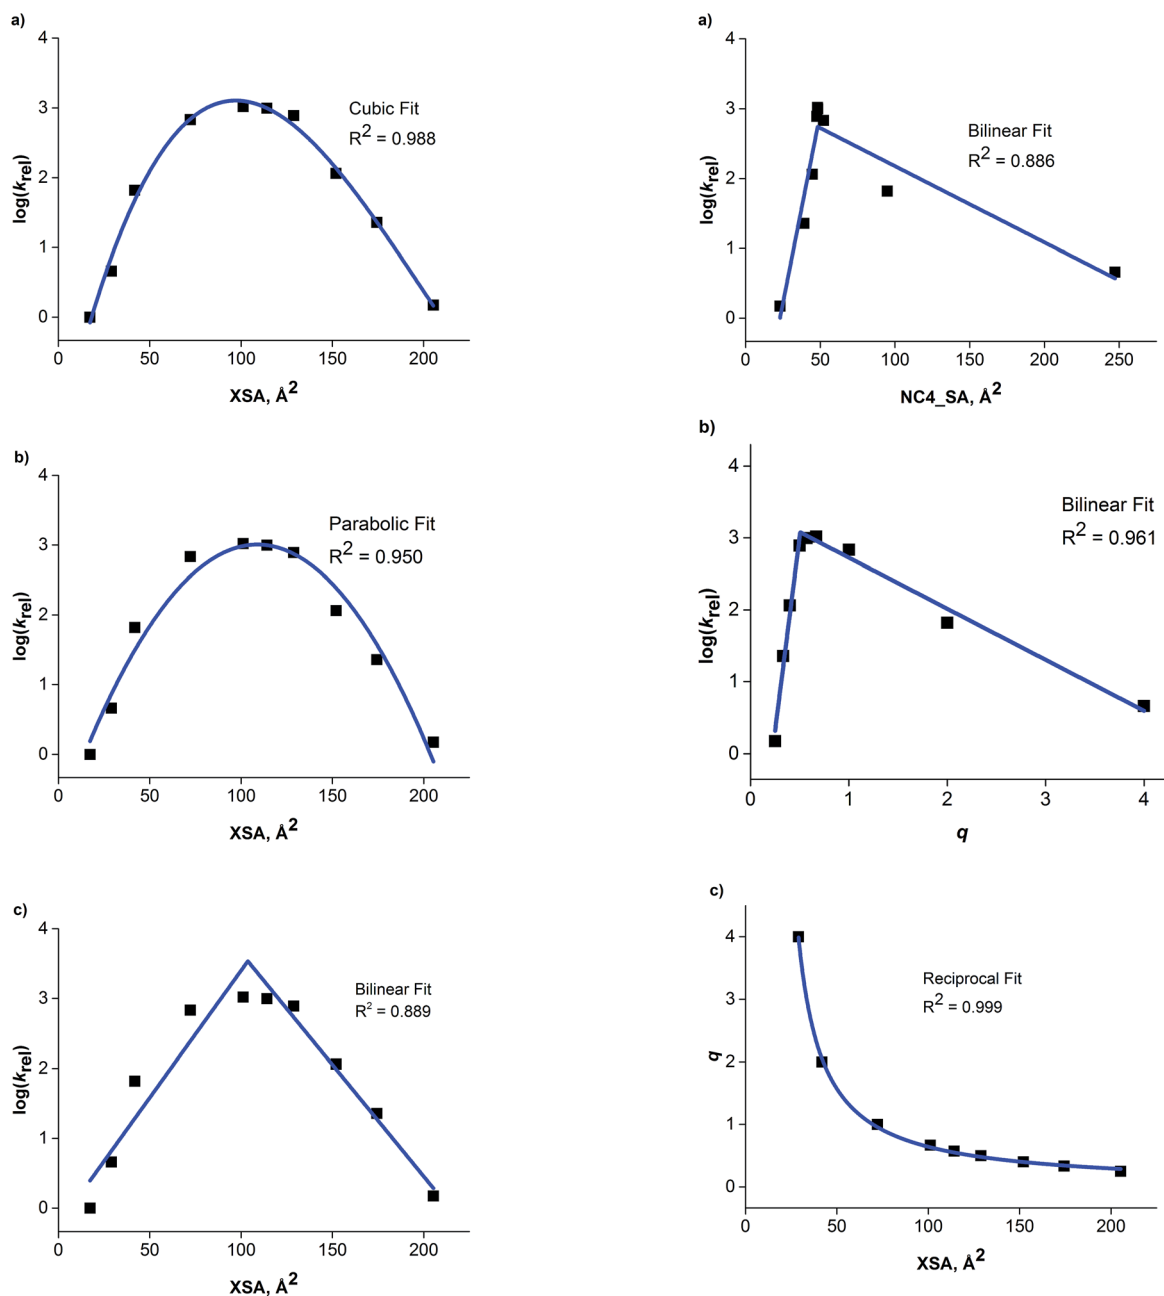 a)
4
3
2
1
0
log(k_rel)
Cubic Fit
R² = 0.988
0 50 100 150 200
XSA, Å²
b)
4
3
2
1
0
log(k_rel)
Parabolic Fit
R² = 0.950
0 50 100 150 200
XSA, Å²
c)
4
3
2
1
0
log(k_rel)
Bilinear Fit
R² = 0.889
0 50 100 150 200
XSA, Å²
a)
4
3
2
1
0
log(k_rel)
Bilinear Fit
R² = 0.886
0 50 100 150 200 250
NC4_SA, Å²
b)
4
3
2
1
0
log(k_rel)
Bilinear Fit
R² = 0.961
0 1 2 3 4
q
c)
4
3
2
1
0
q
Reciprocal Fit
R² = 0.999
0 50 100 150 200
XSA, Å²